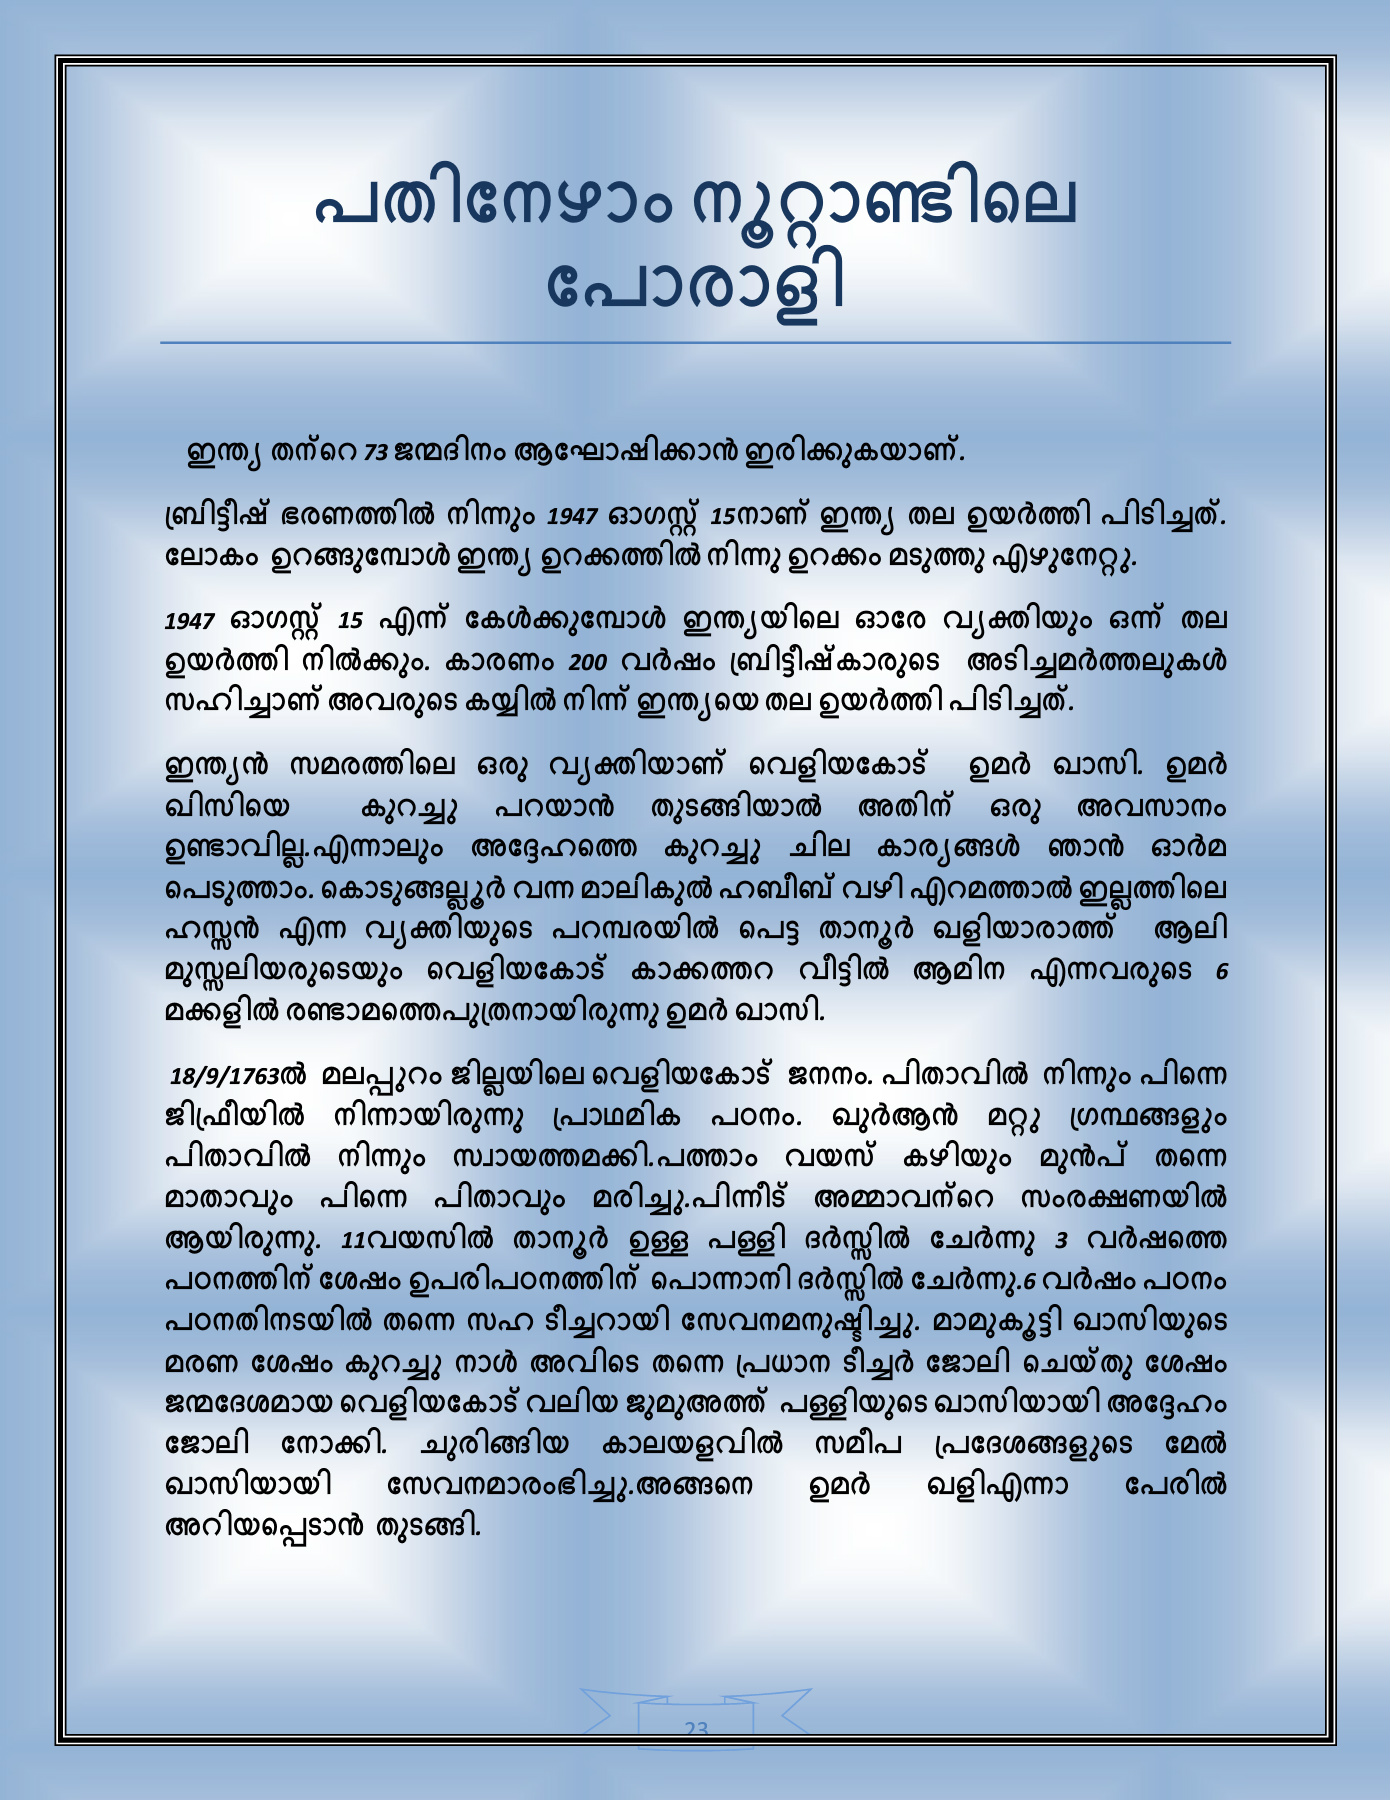 പതിനേഴാം നൂറ്റാണ്ടിലെ
പോരാളി
ഇന്ത്യ തന്റെ 73 ജന്മദിനം ആഘോഷിക്കാൻ ഇരിക്കുകയാണ്.
ബ്രിട്ടീഷ് ഭരണത്തിൽ നിന്നും 1947 ഓഗസ്റ്റ് 15നാണ് ഇന്ത്യ തല ഉയർത്തി പിടിച്ചത്.
ലോകം ഉറങ്ങുമ്പോൾ ഇന്ത്യ ഉറക്കത്തിൽ നിന്നു ഉറക്കം മടുത്തു എഴുനേറ്റു.
1947 ഓഗസ്റ്റ് 15 എന്ന് കേൾക്കുമ്പോൾ ഇന്ത്യയിലെ ഓരേ വ്യക്തിയും ഒന്ന് തല
ഉയർത്തി നിൽക്കും. കാരണം 200 വർഷം ബ്രിട്ടീഷ്കാരുടെ അടിച്ചമർത്തലുകൾ
സഹിച്ചാണ് അവരുടെ കയ്യിൽ നിന്ന് ഇന്ത്യയെ തല ഉയർത്തി പിടിച്ചത്.
ഇന്ത്യൻ സമരത്തിലെ ഒരു വ്യക്തിയാണ് വെളിയകോട് ഉമർ ഖാസി. ഉമർ
ഖിസിയെ കുറച്ചു പറയാൻ തുടങ്ങിയാൽ അതിന് ഒരു അവസാനം
ഉണ്ടാവില്ല.എന്നാലും അദ്ദേഹത്തെ കുറച്ചു ചില കാര്യങ്ങൾ ഞാൻ ഓർമ
പെടുത്താം. കൊടുങ്ങല്ലൂർ വന്ന മാലികുൽ ഹബീബ് വഴി എറമത്താൽ ഇല്ലത്തിലെ
ഹസ്സൻ എന്ന വ്യക്തിയുടെ പറമ്പരയിൽ പെട്ട താനൂർ ഖളിയാരാത്ത് ആലി
മുസ്സലിയരുടെയും വെളിയകോട് കാക്കത്തറ വീട്ടിൽ ആമിന എന്നവരുടെ 6
മക്കളിൽ രണ്ടാമത്തെപുത്രനായിരുന്നു ഉമർ ഖാസി.
18/9/1763ൽ മലപ്പുറം ജില്ലയിലെ വെളിയകോട് ജനനം. പിതാവിൽ നിന്നും പിന്നെ
ജിഫ്രീയിൽ നിന്നായിരുന്നു പ്രാഥമിക പഠനം. ഖുർആൻ മറ്റു ഗ്രന്ഥങ്ങളും
പിതാവിൽ നിന്നും സ്വായത്തമക്കി.പത്താം വയസ് കഴിയും മുൻപ് തന്നെ
മാതാവും പിന്നെ പിതാവും മരിച്ചു.പിന്നീട് അമ്മാവന്റെ സംരക്ഷണയിൽ
ആയിരുന്നു. 11വയസിൽ താനൂർ ഉള്ള പള്ളി ദർസ്സിൽ ചേർന്നു 3 വർഷത്തെ
പഠനത്തിന് ശേഷം ഉപരിപഠനത്തിന് പൊന്നാനി ദർസ്സിൽ ചേർന്നു.6 വർഷം പഠനം
പഠനതിനടയിൽ തന്നെ സഹ ടീച്ചറായി സേവനമനുഷ്ടിച്ചു. മാമുകൂട്ടി ഖാസിയുടെ
മരണ ശേഷം കുറച്ചു നാൾ അവിടെ തന്നെ പ്രധാന ടീച്ചർ ജോലി ചെയ്തു ശേഷം
ജന്മദേശമായ വെളിയകോട് വലിയ ജുമുഅത്ത് പള്ളിയുടെ ഖാസിയായി അദ്ദേഹം
ജോലി നോക്കി. ചുരിങ്ങിയ കാലയളവിൽ സമീപ പ്രദേശങ്ങളുടെ മേൽ
ഖാസിയായി സേവനമാരംഭിച്ചു.അങ്ങനെ ഉമർ ഖളിഎന്നാ പേരിൽ
അറിയപ്പെടാൻ തുടങ്ങി.
23